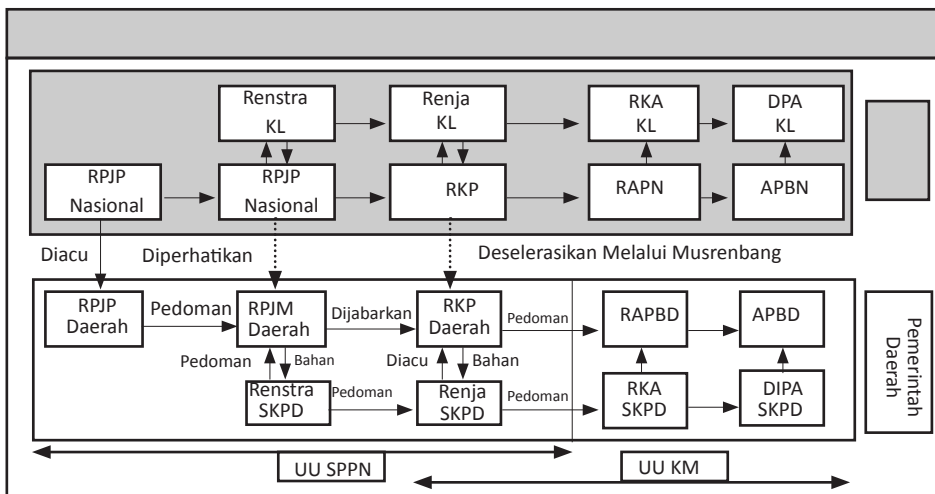 Renstra
KL
Renja
KL
RKA
KL
DPA
KL
RPJP
Nasional
RPJP
Nasional
RKP
RAPN
APBN
Diacu
Diperhatikan
Deselerasikan Melalui Musrenbang
RPJP
Daerah
Pedoman
RPJM
Daerah
Dijabarkan
RKP
Daerah
Pedoman
RAPBD
APBD
Pedoman
Bahan
Diacu
Bahan
Renstra
SKPD
Pedoman
Renja
SKPD
Pedoman
RKA
SKPD
DIPA
SKPD
Pemerintah
Daerah
UU SPPN
UU KM